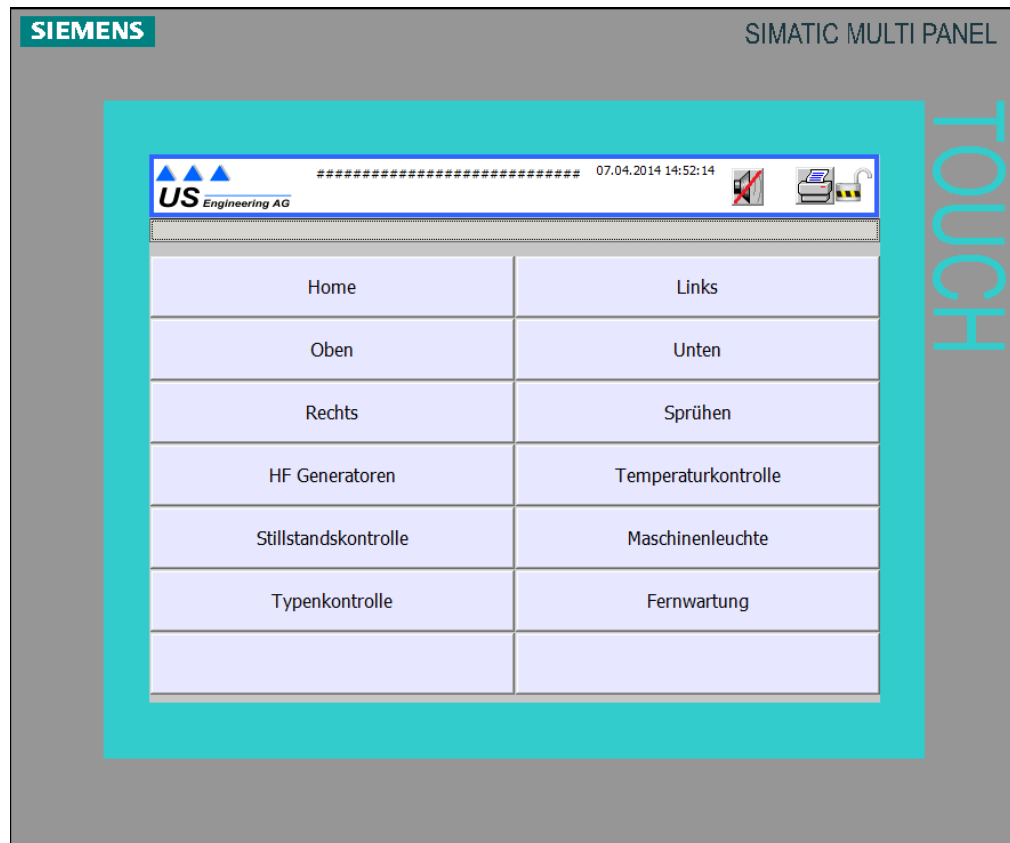 SIEMENS
SIMATIC MULTI PANEL
TOUCH
############################# 07.04.2014 14:52:14
US Engineering AG
Home Links
Oben Unten
Rechts Sprühen
HF Generatoren Temperaturkontrolle
Stillstandskontrolle Maschinenleuchte
Typenkontrolle Fernwartung